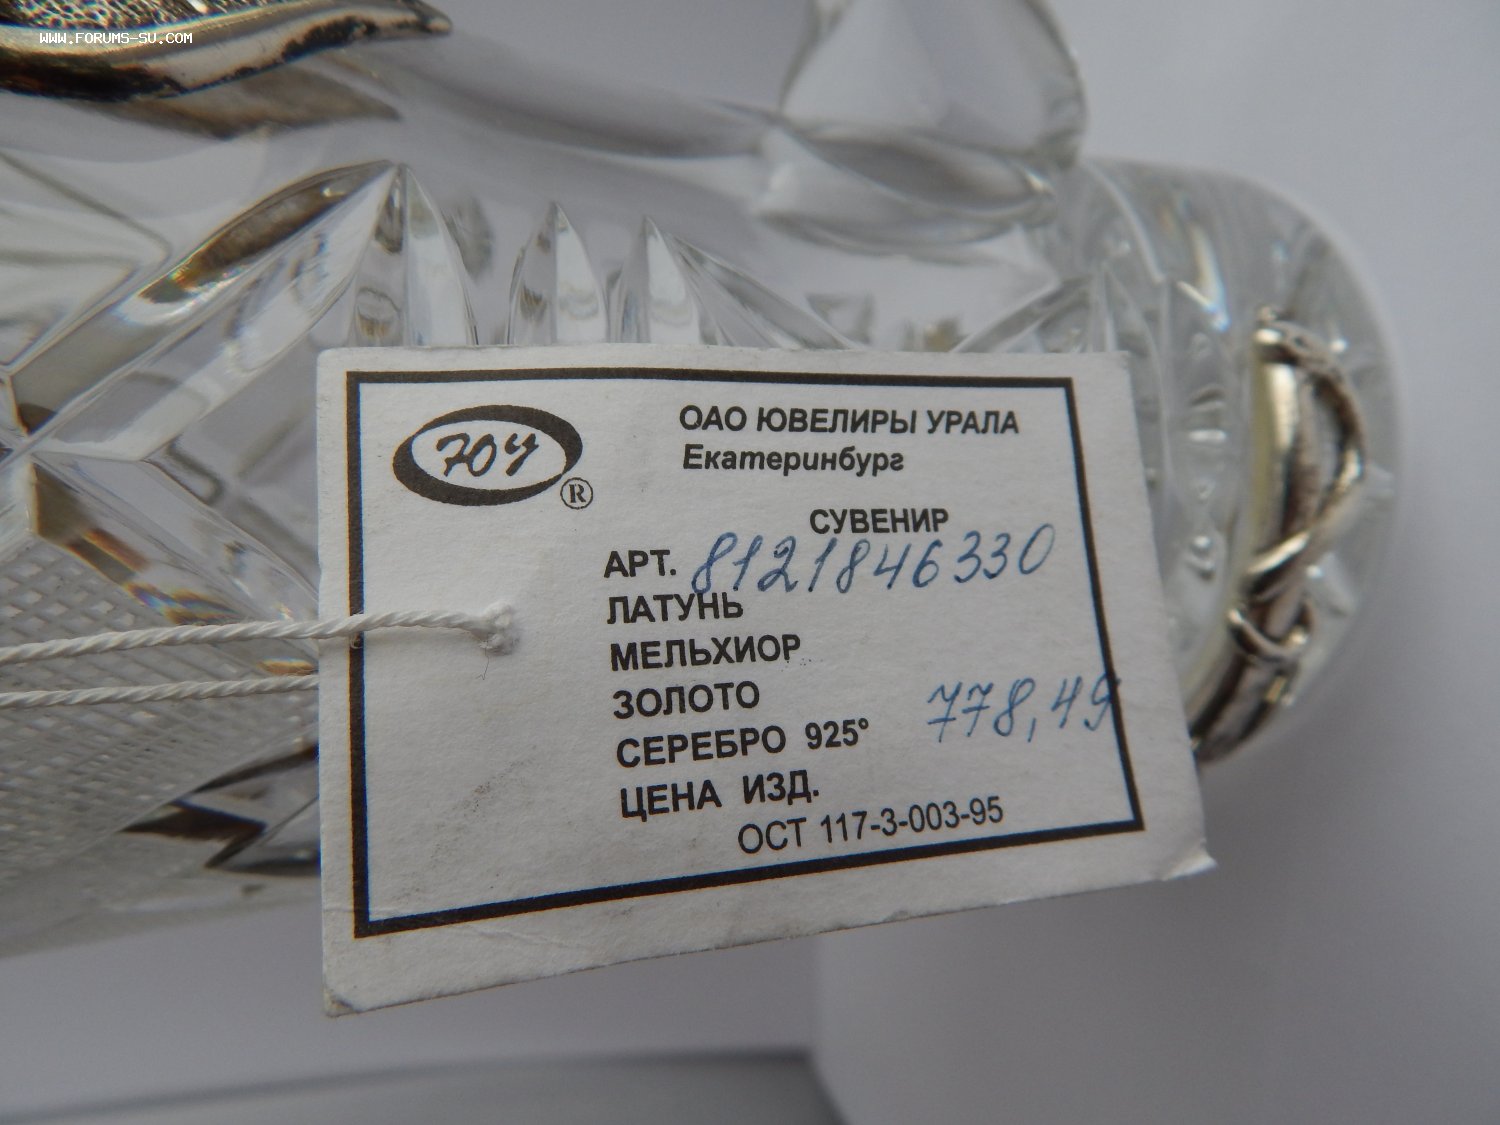 WWW.FORUMS-SU.COM
ЮУ ®
ОАО ЮВЕЛИРЫ УРАЛА
Екатеринбург
СУВЕНИР
АРТ. 8121846330
ЛАТУНЬ
МЕЛЬХИОР
ЗОЛОТО
СЕРЕБРО 925° 778,49
ЦЕНА ИЗД.
ОСТ 117-3-003-95